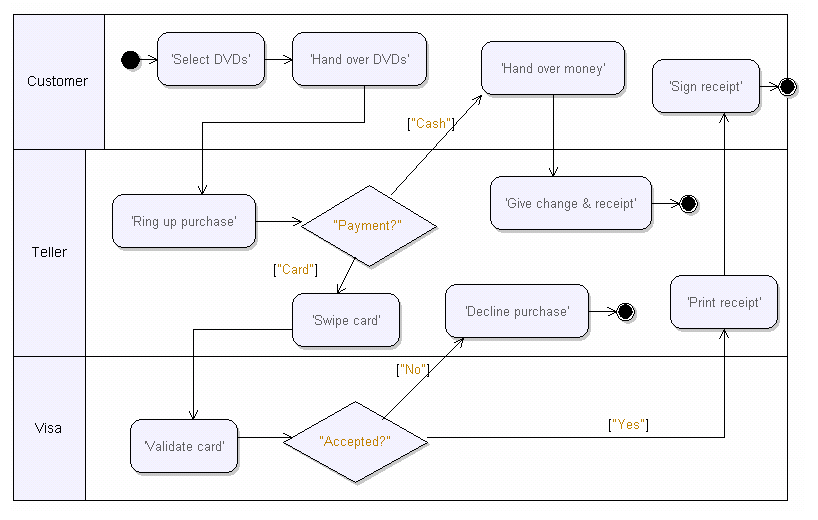 Customer
'Select DVDs'
'Hand over DVDs'
'Hand over money'
'Sign receipt'
["Cash"]
Teller
'Ring up purchase'
"Payment?"
'Give change & receipt'
["Card"]
'Swipe card'
'Decline purchase'
'Print receipt'
["No"]
Visa
'Validate card'
"Accepted?"
["Yes"]